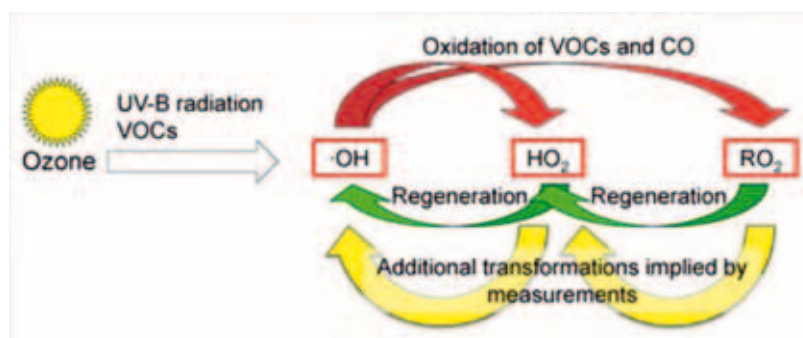 Oxidation of VOCs and CO
UV-B radiation
VOCs
Ozone
·OH
HO₂
RO₂
Regeneration
Regeneration
Additional transformations implied by
measurements